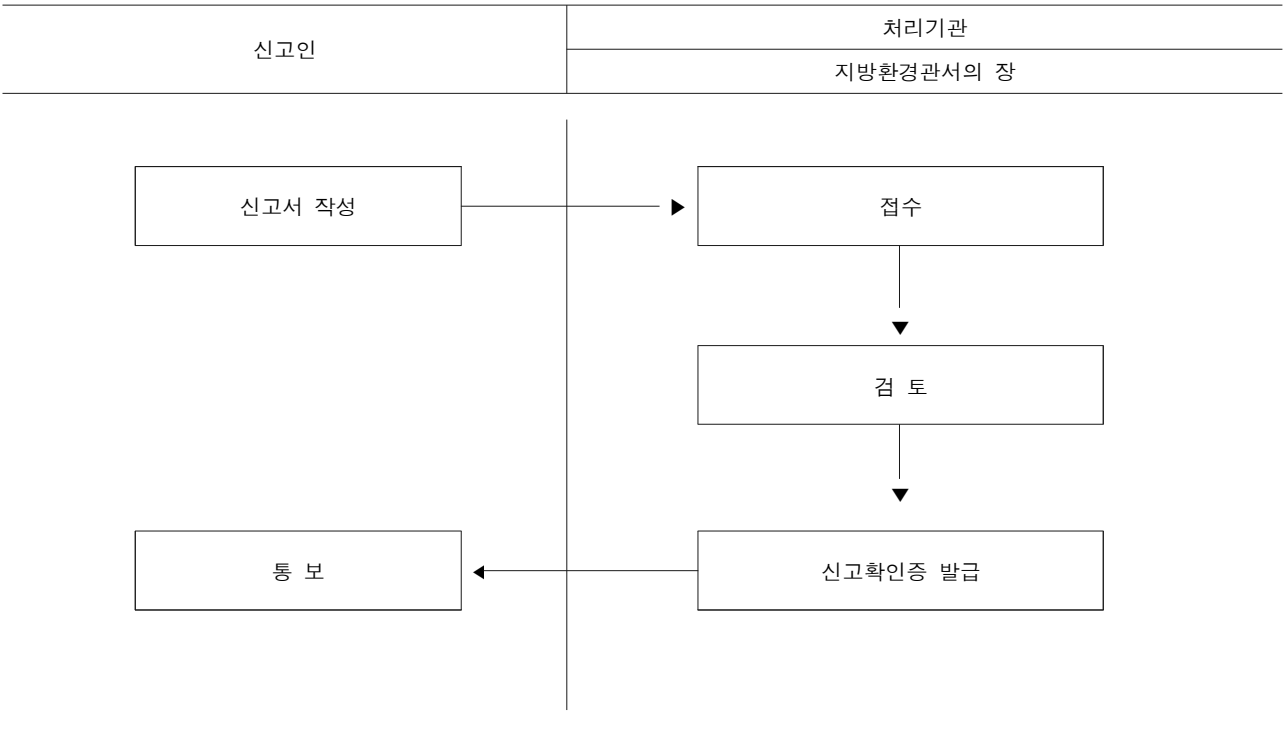 신고인
처리기관
지방환경관서의 장
신고서 작성
접수
검 토
신고확인증 발급
통 보